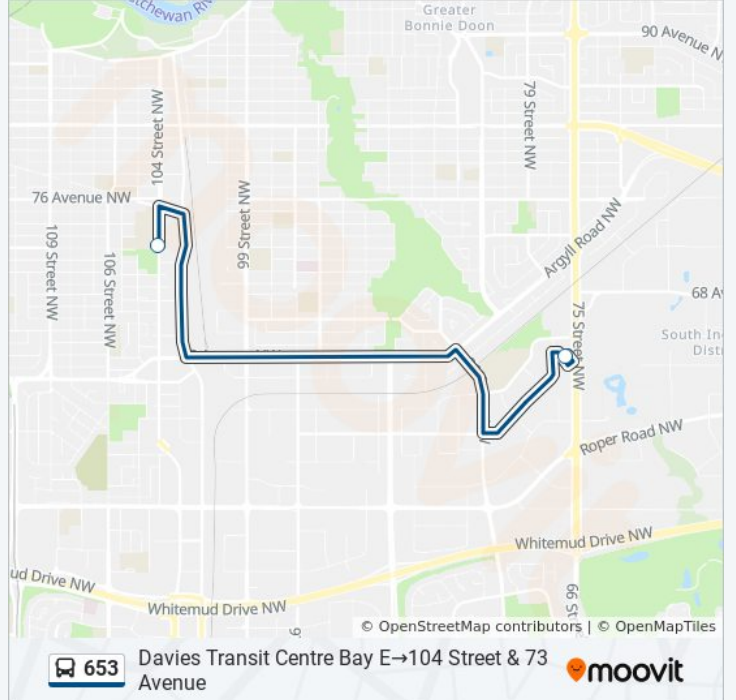 tchewan Riv
Greater
Bonnie Doon
90 Avenue N
79 Street NW
104 Street NW
76 Avenue NW
99 Street NW
109 Street NW
106 Street NW
Argyll Road NW
68 Av
75 Street NW
South In
Distr
Roper Road NW
Whitemud Drive NW
ud Drive NW
Whitemud Drive NW
66 St
© OpenStreetMap contributors | © OpenMapTiles
653
Davies Transit Centre Bay E→104 Street & 73
Avenue
moovit